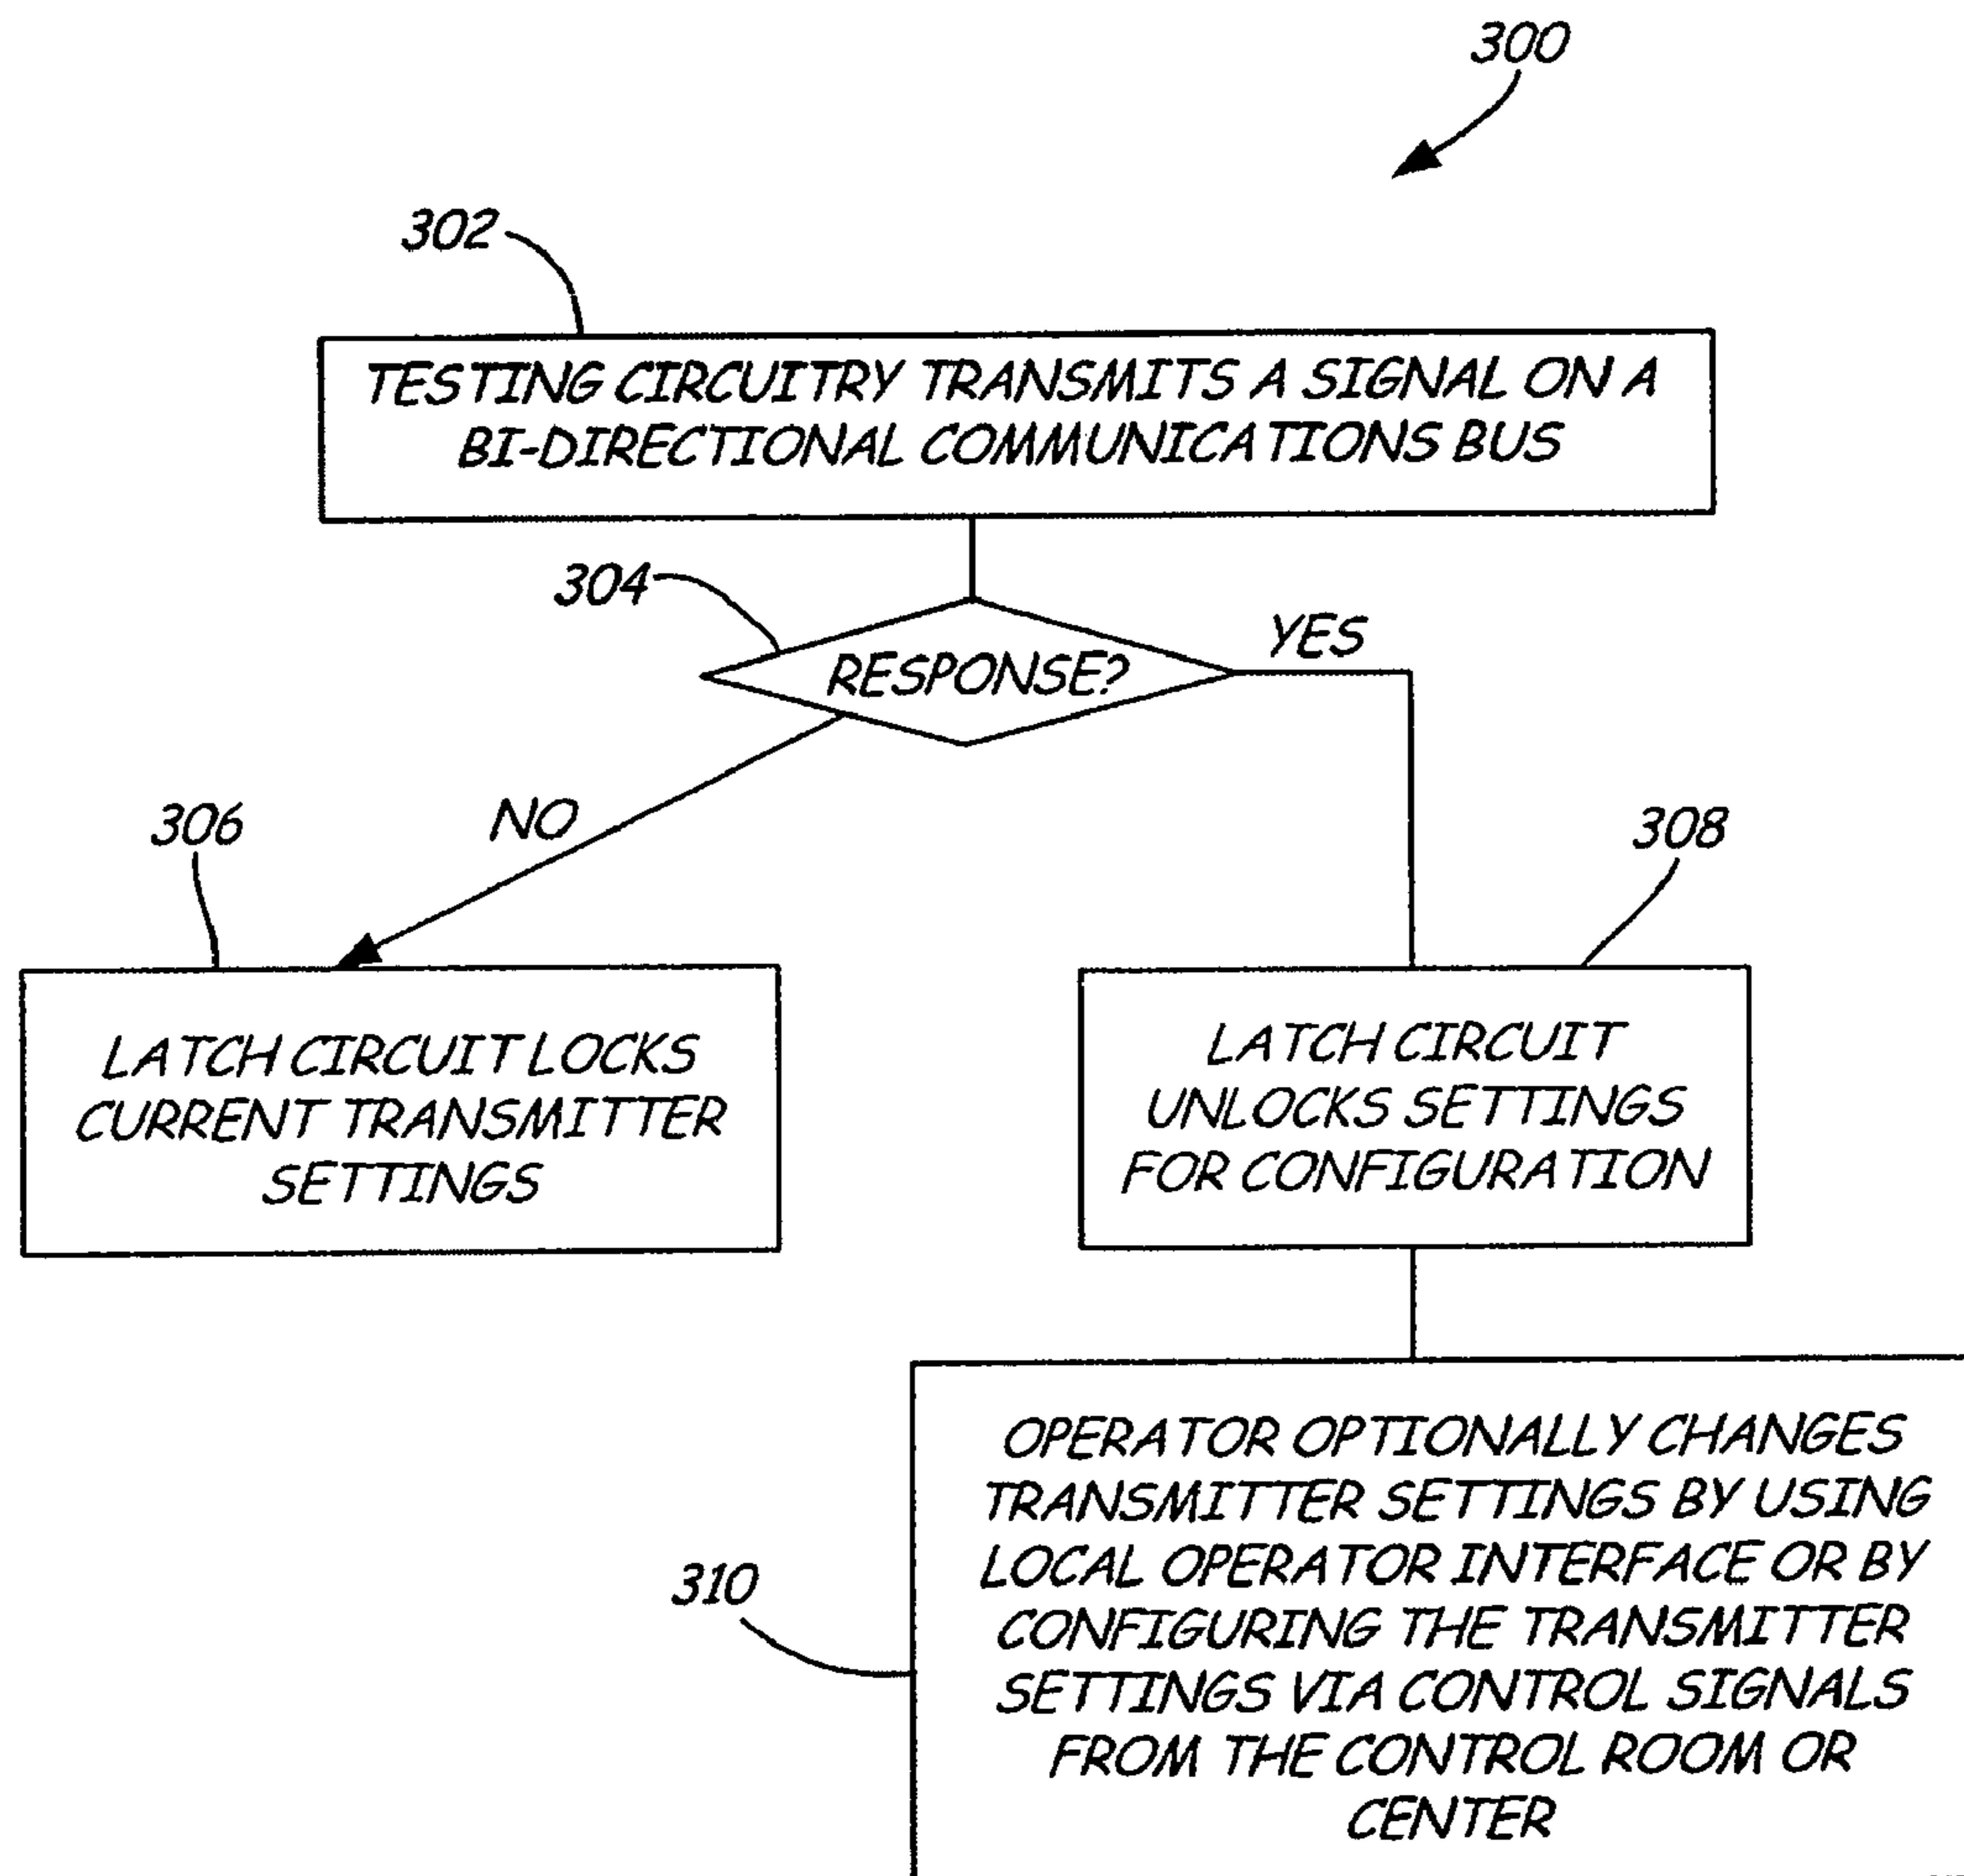 300
302
TESTING CIRCUITRY TRANSMITS A SIGNAL ON A
BI-DIRECTIONAL COMMUNICATIONS BUS
304
RESPONSE?
YES
NO
306
308
LATCH CIRCUIT LOCKS
CURRENT TRANSMITTER
SETTINGS
LATCH CIRCUIT
UNLOCKS SETTINGS
FOR CONFIGURATION
310
OPERATOR OPTIONALLY CHANGES
TRANSMITTER SETTINGS BY USING
LOCAL OPERATOR INTERFACE OR BY
CONFIGURING THE TRANSMITTER
SETTINGS VIA CONTROL SIGNALS
FROM THE CONTROL ROOM OR
CENTER